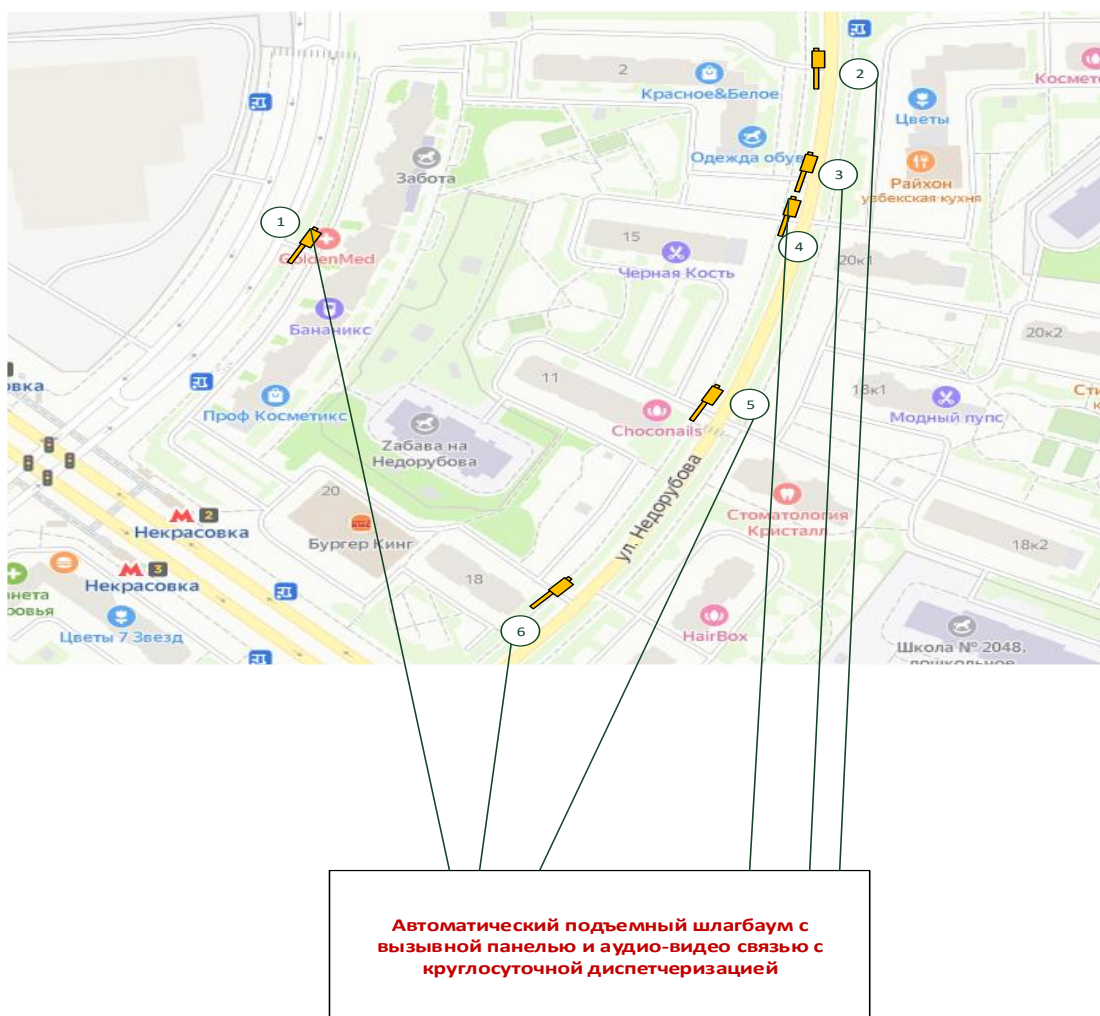 2
Красное&Белое
2
Космет
Цветы
Одежда обув
Забота
3
Райхон
узбекская кухня
1
15
4
GoldenMed
Черная Кость
20к1
Бананикс
20к2
11
18к1
5
Модный пупс
Проф Косметикс
Choconails
Zабава на
Недорубова
20
ул. Недорубова
Стоматология
Кристалл
2
Некрасовка
Бургер Кинг
18к2
3
Некрасовка
18
6
Цветы 7 Звезд
HairBox
Школа № 2048,
дошкольное
Автоматический подъемный шлагбаум с
вызывной панелью и аудио-видео связью с
круглосуточной диспетчеризацией